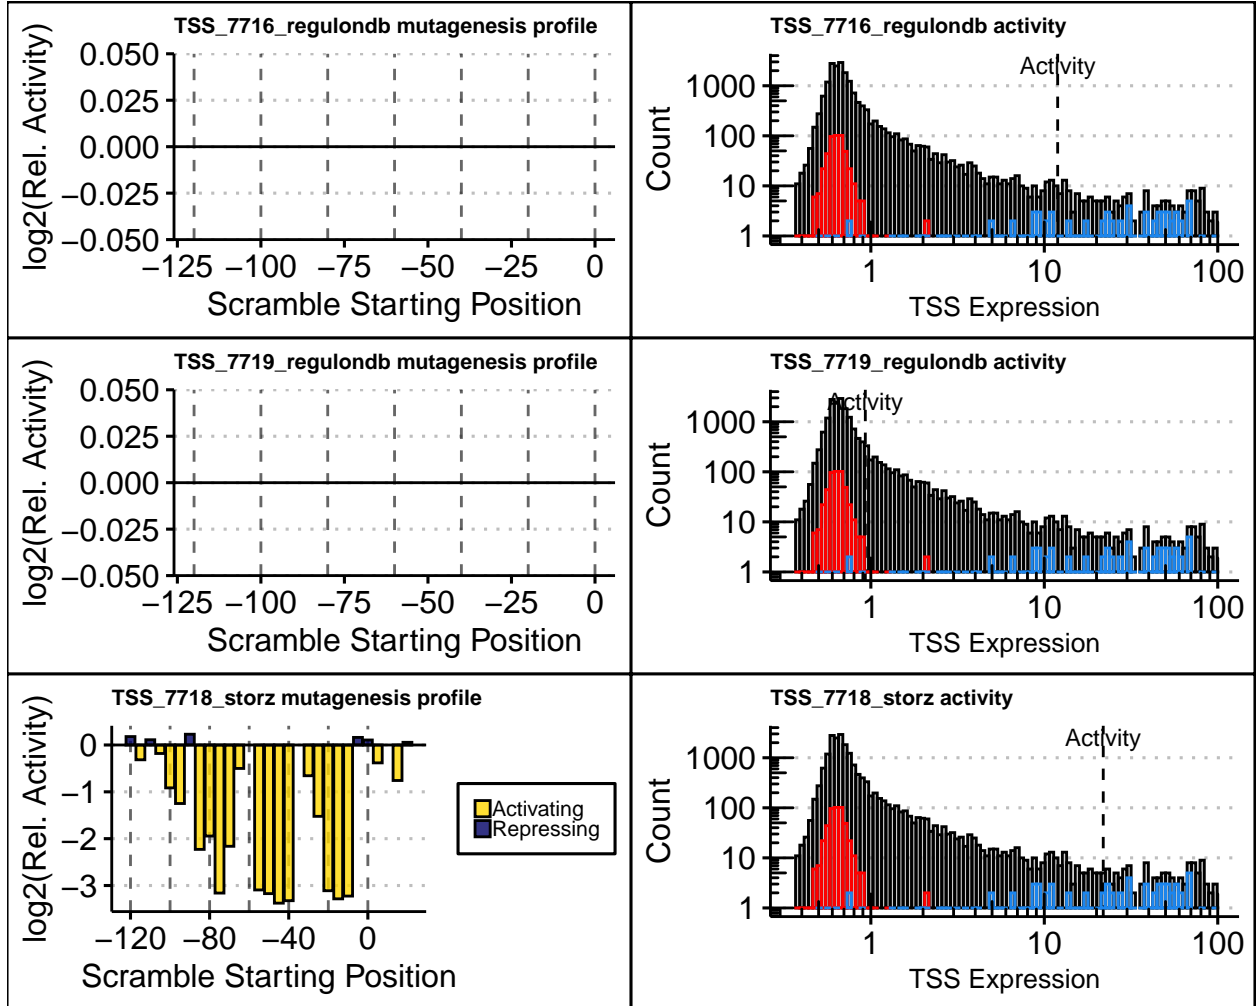 TSS_7716_regulondb mutagenesis profile
log2(Rel. Activity)
0.050
0.025
0.000
−0.025
−0.050
−125 −100 −75 −50 −25 0
Scramble Starting Position
TSS_7716_regulondb activity
Activity
Count
1000
100
10
1
1 10 100
TSS Expression
TSS_7719_regulondb mutagenesis profile
log2(Rel. Activity)
0.050
0.025
0.000
−0.025
−0.050
−125 −100 −75 −50 −25 0
Scramble Starting Position
TSS_7719_regulondb activity
Activity
Count
1000
100
10
1
1 10 100
TSS Expression
TSS_7718_storz mutagenesis profile
log2(Rel. Activity)
0
−1
−2
−3
−120 −80 −40 0
Scramble Starting Position
Activating
Repressing
TSS_7718_storz activity
Activity
Count
1000
100
10
1
1 10 100
TSS Expression